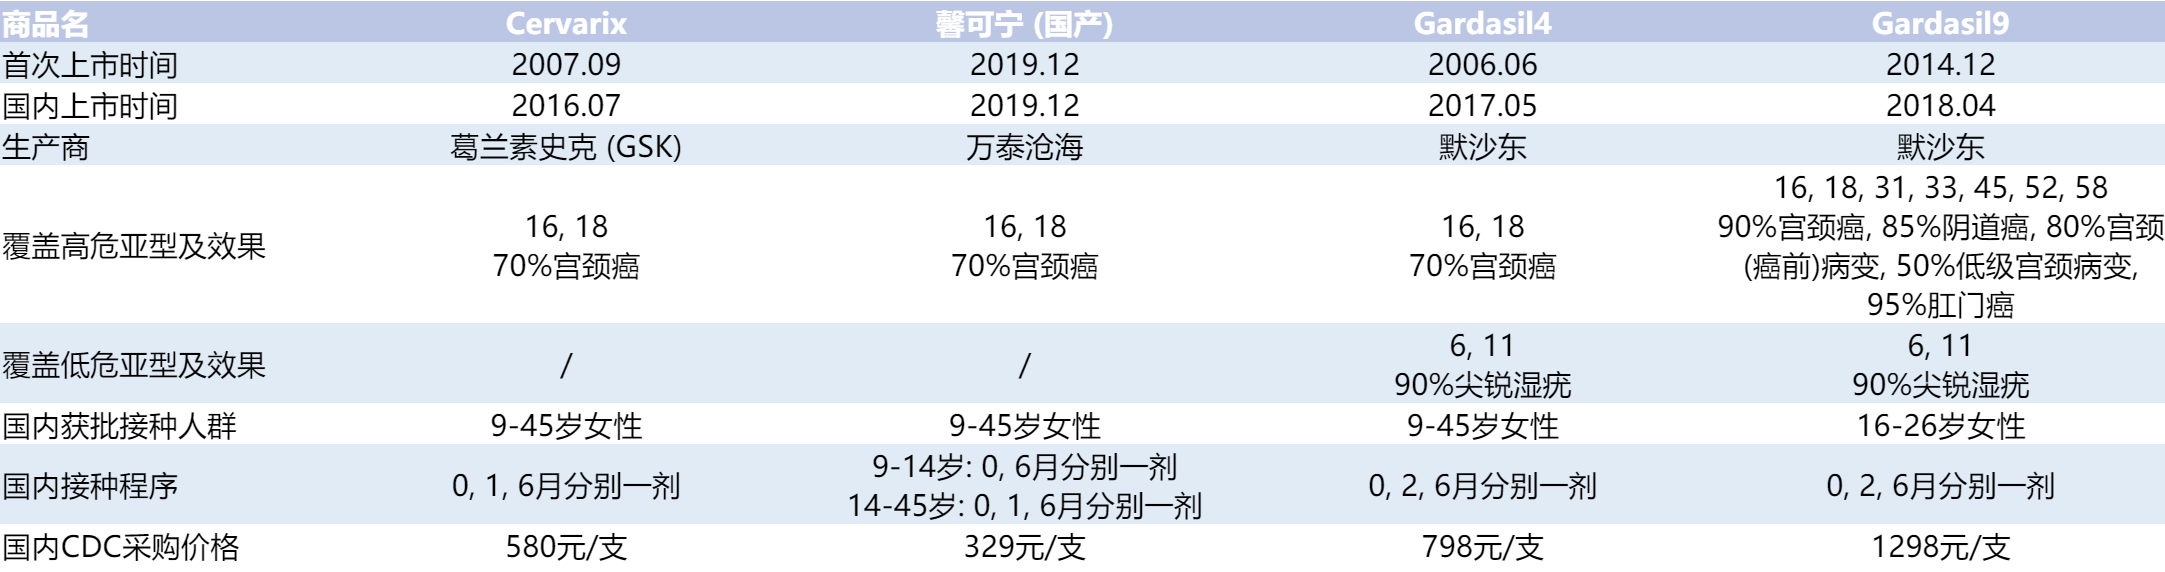 商品名 Cervarix 馨可宁 (国产) Gardasil4 Gardasil9
首次上市时间 2007.09 2019.12 2006.06 2014.12
国内上市时间 2016.07 2019.12 2017.05 2018.04
生产商 葛兰素史克 (GSK) 万泰沧海 默沙东 默沙东
覆盖高危亚型及效果
16, 18
70%宫颈癌
16, 18
70%宫颈癌
16, 18
70%宫颈癌
16, 18, 31, 33, 45, 52, 58
90%宫颈癌, 85%阴道癌, 80%宫颈
(癌前)病变, 50%低级宫颈病变,
95%肛门癌
覆盖低危亚型及效果
/
/
6, 11
90%尖锐湿疣
6, 11
90%尖锐湿疣
国内获批接种人群 9-45岁女性 9-45岁女性 9-45岁女性 16-26岁女性
国内接种程序
0, 1, 6月分别一剂
9-14岁: 0, 6月分别一剂
14-45岁: 0, 1, 6月分别一剂
0, 2, 6月分别一剂
0, 2, 6月分别一剂
国内CDC采购价格 580元/支 329元/支 798元/支 1298元/支